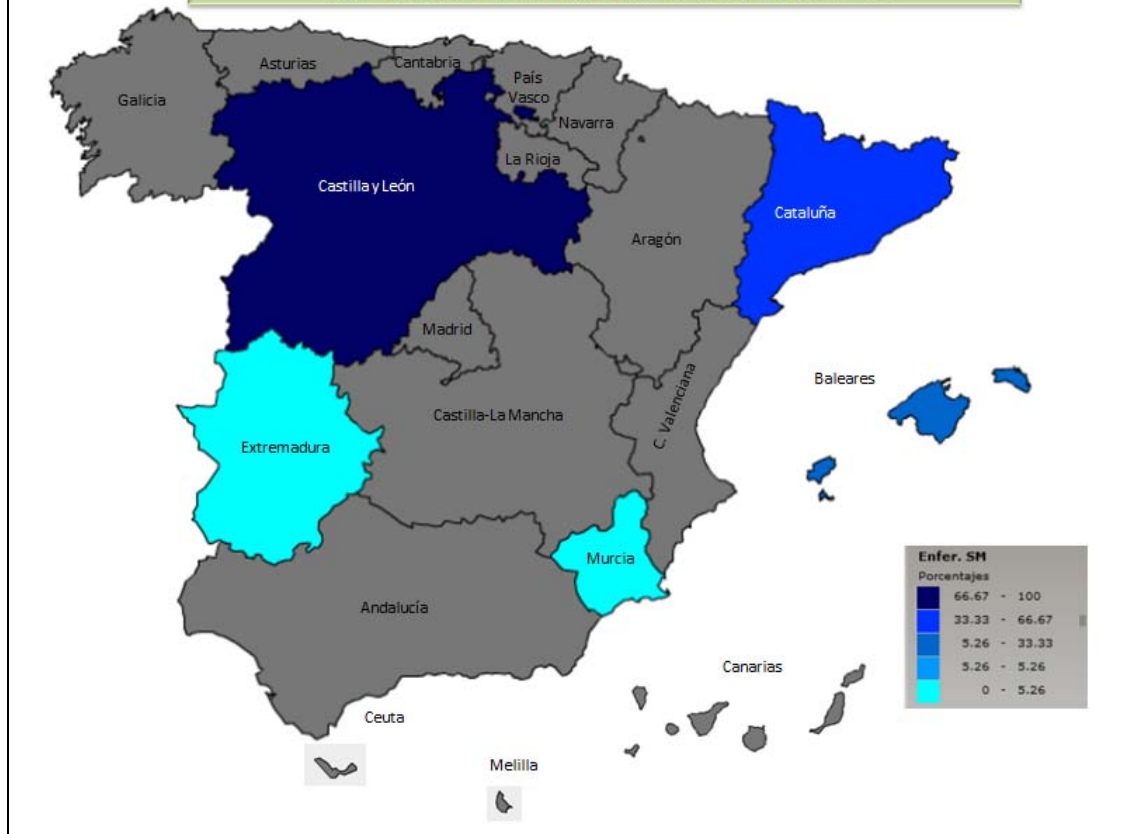 Asturias
Cantabria
País
Vasco
Galicia
Navarra
La Rioja
Castilla y León
Cataluña
Aragón
Madrid
Baleares
C. Valenciana
Castilla-La Mancha
Extremadura
Murcia
Andalucía
Canarias
Ceuta
Melilla
Enfer. SM
Porcentajes
66.67 - 100
33.33 - 66.67
5.26 - 33.33
5.26 - 5.26
0 - 5.26